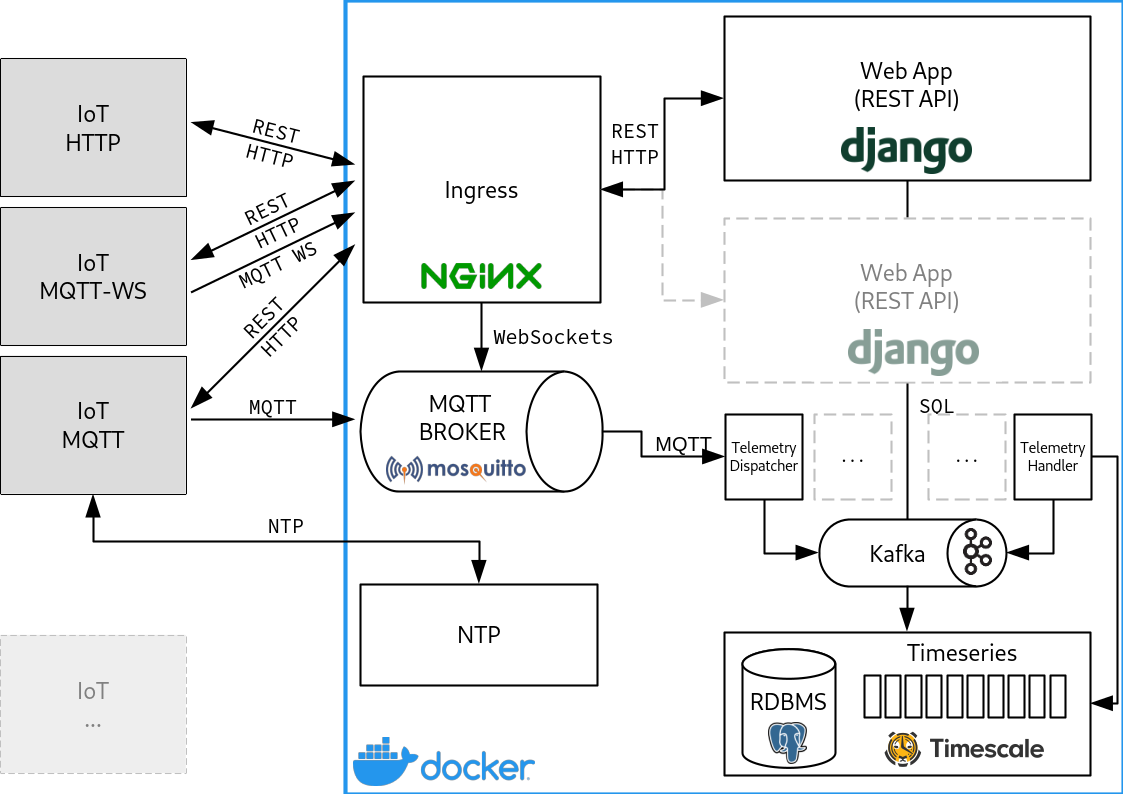 IoT
HTTP
IoT
MQTT-WS
IoT
MQTT
IoT
...
REST
HTTP
REST
HTTP
MQTT WS
REST
HTTP
MQTT
NTP
Ingress
NGINX
WebSockets
MQTT
BROKER
mosquitto
NTP
docker
REST
HTTP
Web App
(REST API)
django
Web App
(REST API)
django
SQL
MQTT
Telemetry
Dispatcher
...
...
Telemetry
Handler
Kafka
Timeseries
RDBMS
Timescale